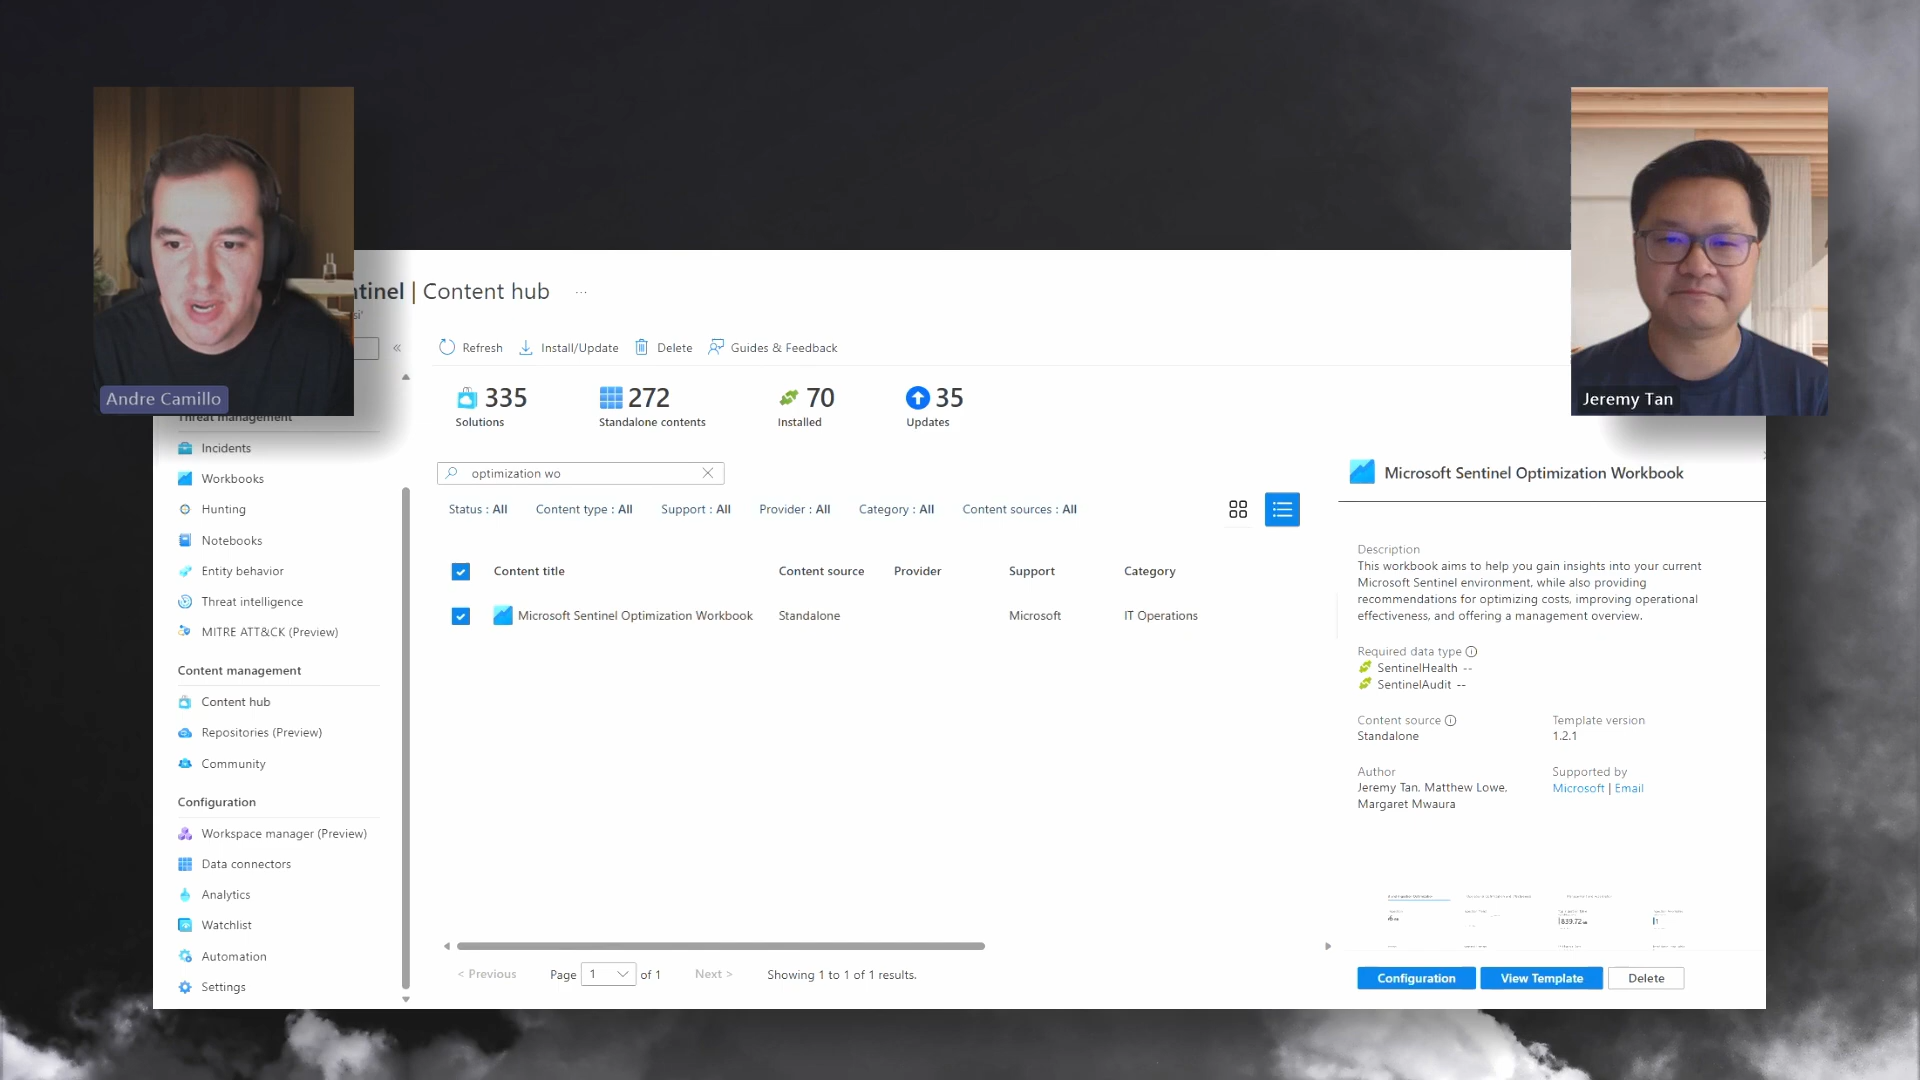 Andre Camillo
Jeremy Tan
ntinel | Content hub ...
Refresh
Install/Update
Delete
Guides & Feedback
335
Solutions
272
Standalone contents
70
Installed
35
Updates
Threat management
Incidents
Workbooks
Hunting
Notebooks
Entity behavior
Threat intelligence
MITRE ATT&CK (Preview)
Content management
Content hub
Repositories (Preview)
Community
Configuration
Workspace manager (Preview)
Data connectors
Analytics
Watchlist
Automation
Settings
optimization wo
Status : All
Content type : All
Support : All
Provider : All
Category : All
Content sources : All
Content title
Content source
Provider
Support
Category
Microsoft Sentinel Optimization Workbook
Standalone
Microsoft
IT Operations
< Previous
Page 1 of 1
Next >
Showing 1 to 1 of 1 results.
Microsoft Sentinel Optimization Workbook
Description
This workbook aims to help you gain insights into your current
Microsoft Sentinel environment, while also providing
recommendations for optimizing costs, improving operational
effectiveness, and offering a management overview.
Required data type
SentinelHealth --
SentinelAudit --
Content source
Standalone
Template version
1.2.1
Author
Jeremy Tan, Matthew Lowe,
Margaret Mwaura
Supported by
Microsoft | Email
839.72
Configuration
View Template
Delete